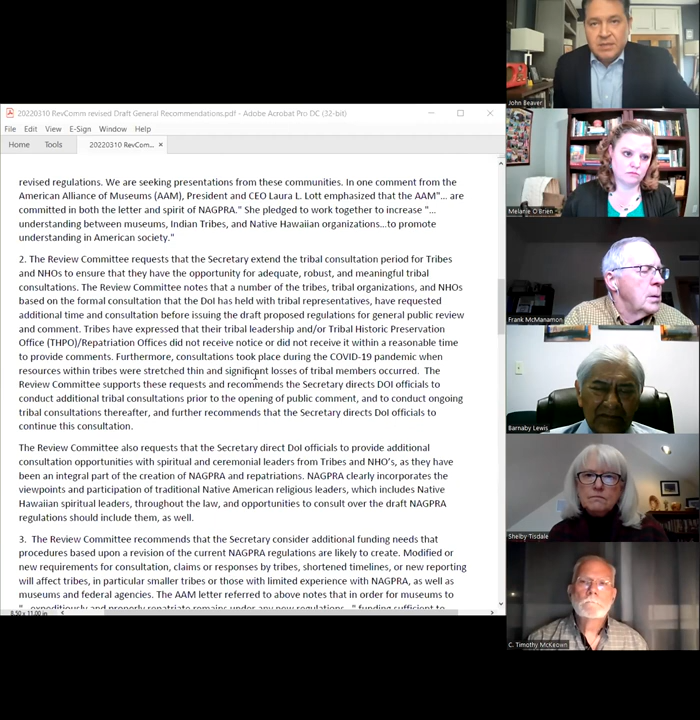 20220310 RevComm revised Draft General Recommendations.pdf - Adobe Acrobat Pro DC (32-bit)
File Edit View E-Sign Window Help
Home Tools 20220310 RevCom... ×
revised regulations. We are seeking presentations from these communities. In one comment from the
American Alliance of Museums (AAM), President and CEO Laura L. Lott emphasized that the AAM"... are
committed in both the letter and spirit of NAGPRA." She pledged to work together to increase "...
understanding between museums, Indian Tribes, and Native Hawaiian organizations...to promote
understanding in American society."
2. The Review Committee requests that the Secretary extend the tribal consultation period for Tribes
and NHOs to ensure that they have the opportunity for adequate, robust, and meaningful tribal
consultations. The Review Committee notes that a number of the tribes, tribal organizations, and NHOs
based on the formal consultation that the DoI has held with tribal representatives, have requested
additional time and consultation before issuing the draft proposed regulations for general public review
and comment. Tribes have expressed that their tribal leadership and/or Tribal Historic Preservation
Office (THPO)/Repatriation Offices did not receive notice or did not receive it within a reasonable time
to provide comments. Furthermore, consultations took place during the COVID-19 pandemic when
resources within tribes were stretched thin and significant losses of tribal members occurred. The
Review Committee supports these requests and recommends the Secretary directs DOI officials to
conduct additional tribal consultations prior to the opening of public comment, and to conduct ongoing
tribal consultations thereafter, and further recommends that the Secretary directs DoI officials to
continue this consultation.
The Review Committee also requests that the Secretary direct DoI officials to provide additional
consultation opportunities with spiritual and ceremonial leaders from Tribes and NHO's, as they have
been an integral part of the creation of NAGPRA and repatriations. NAGPRA clearly incorporates the
viewpoints and participation of traditional Native American religious leaders, which includes Native
Hawaiian spiritual leaders, throughout the law, and opportunities to consult over the draft NAGPRA
regulations should include them, as well.
3. The Review Committee recommends that the Secretary consider additional funding needs that
procedures based upon a revision of the current NAGPRA regulations are likely to create. Modified or
new requirements for consultation, claims or responses by tribes, shortened timelines, or new reporting
will affect tribes, in particular smaller tribes or those with limited experience with NAGPRA, as well as
museums and federal agencies. The AAM letter referred to above notes that in order for museums to
"...expeditiously and properly repatriate remains under any new regulations..." funding sufficient to
8.50 x 11.00 in
John Beaver
Melanie O'Brien
Frank McManamon
Barnaby Lewis
Shelby Tisdale
C. Timothy McKeown